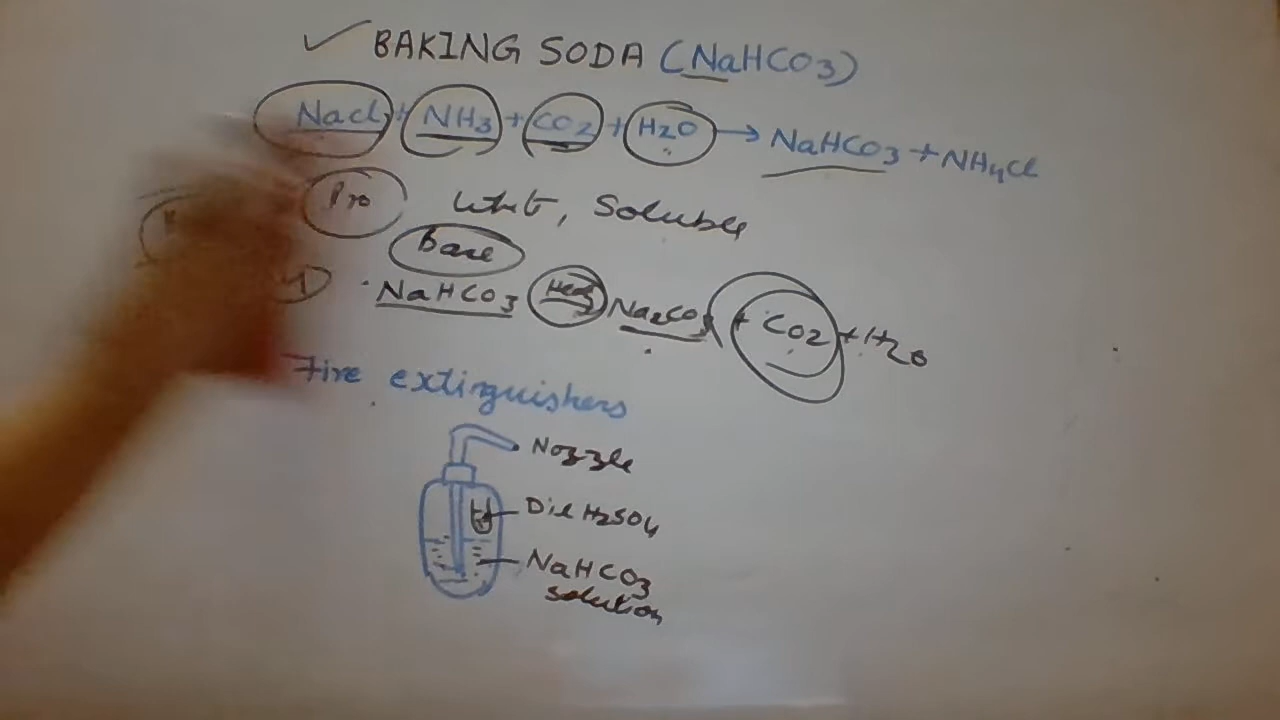 ✓ BAKING SODA (NaHCO3)
Nacl + NH3 + CO2 + H2O → NaHCO3 + NH4Cl
Pro White, Soluble
Base
NaHCO3 Heat→ Na2CO3 + CO2 + H2O
Fire extinguishers
Nozzle
Dil H2SO4
NaHCO3
solution